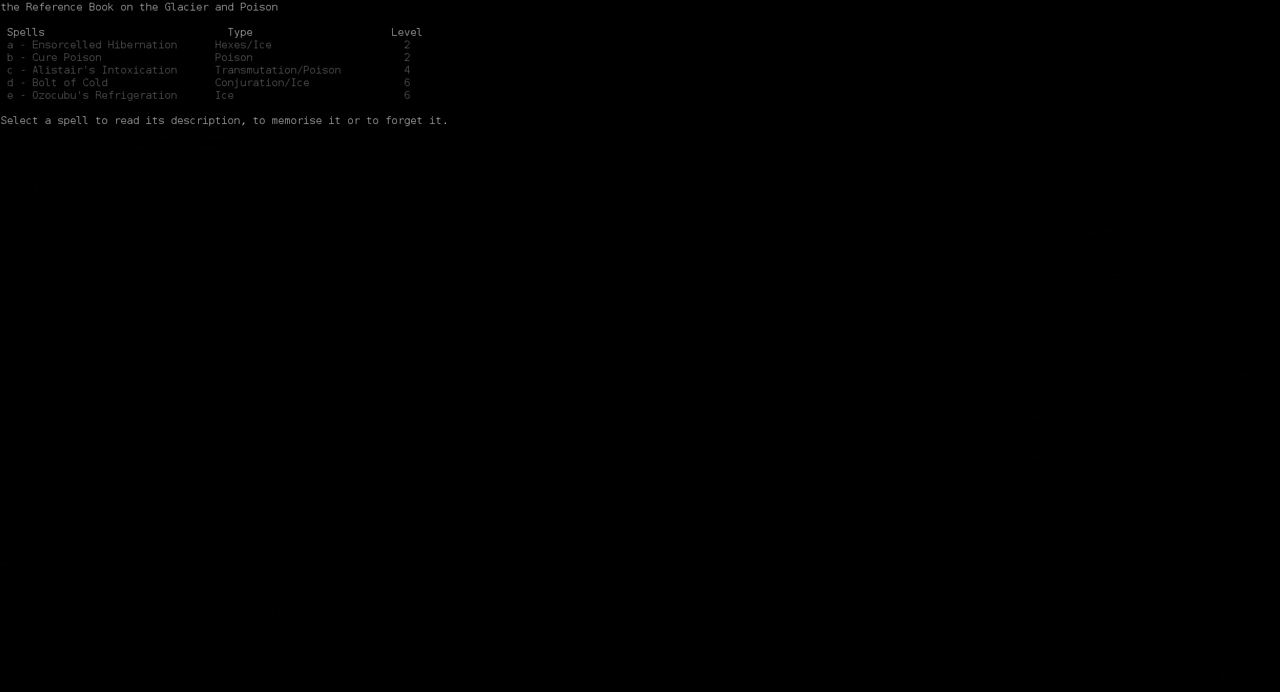 the Reference Book on the Glacier and Poison
Spells Type Level
a - Ensorcelled Hibernation Hexes/Ice 2
b - Cure Poison Poison 2
c - Alistair's Intoxication Transmutation/Poison 4
d - Bolt of Cold Conjuration/Ice 6
e - Ozocubu's Refrigeration Ice 6
Select a spell to read its description, to memorise it or to forget it.